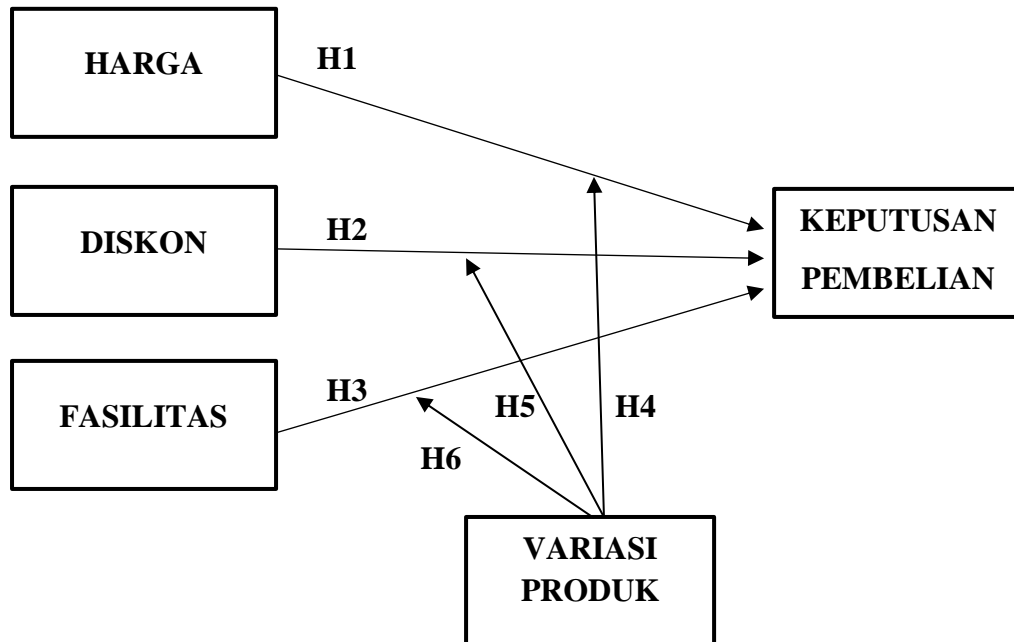 HARGA
H1
DISKON
H2
KEPUTUSAN
PEMBELIAN
FASILITAS
H3
H5
H4
H6
VARIASI
PRODUK